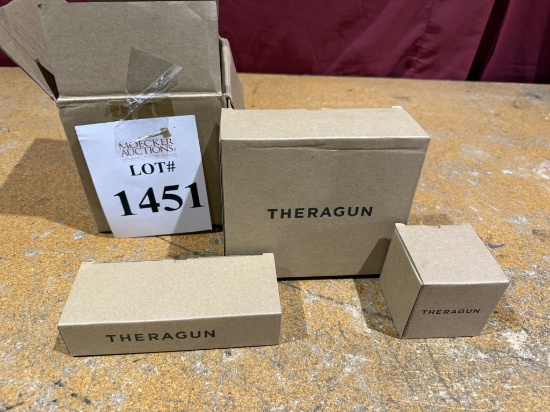 MOECKER
AUCTIONS
LOT#
1451
THERAGUN
THERAGUN
THERAGUN